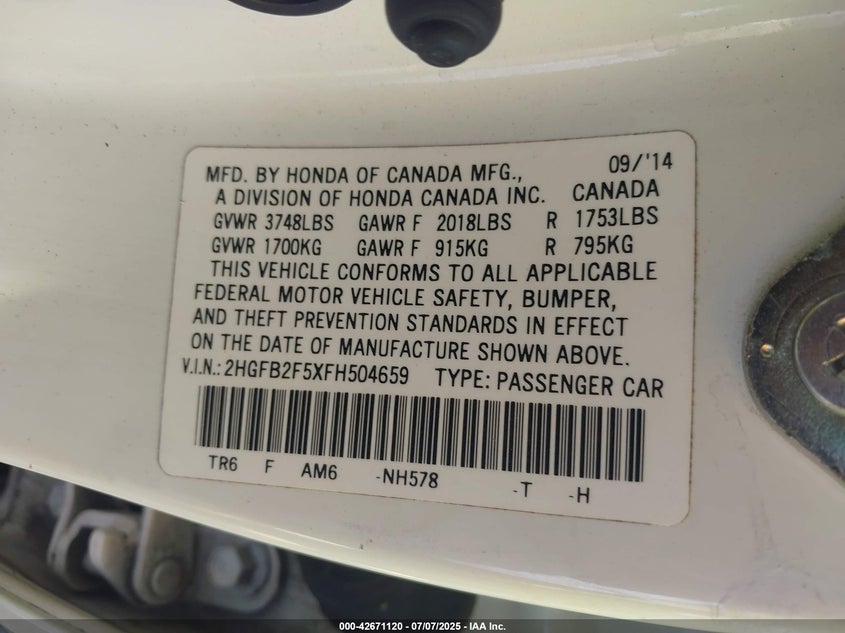 MFD. BY HONDA OF CANADA MFG., 09/'14
A DIVISION OF HONDA CANADA INC. CANADA
GVWR 3748LBS GAWR F 2018LBS R 1753LBS
GVWR 1700KG GAWR F 915KG R 795KG
THIS VEHICLE CONFORMS TO ALL APPLICABLE
FEDERAL MOTOR VEHICLE SAFETY, BUMPER,
AND THEFT PREVENTION STANDARDS IN EFFECT
ON THE DATE OF MANUFACTURE SHOWN ABOVE.
V.I.N.: 2HGFB2F5XFH504659 TYPE: PASSENGER CAR
TR6 F AM6 -NH578 -T -H
000-42671120 / 07/07/2025 - IAA Inc.